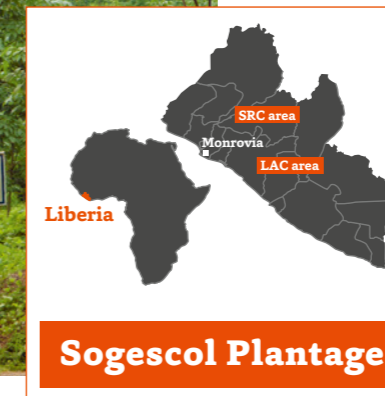 SRC area
Monrovia
LAC area
Liberia
Sogescol Plantage